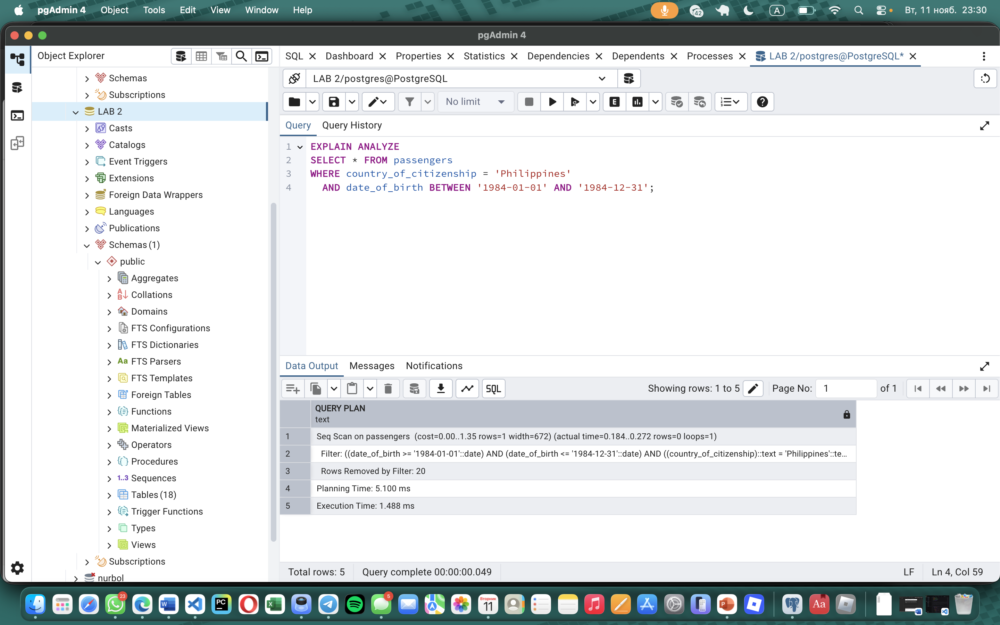 pgAdmin 4 Object Tools Edit View Window Help 42 A Вт, 11 нояб. 23:30
pgAdmin 4
Object Explorer
SQL Dashboard Properties Statistics Dependencies Dependents Processes LAB 2/postgres@PostgreSQL*
Schemas
Subscriptions
LAB 2
Casts
Catalogs
Event Triggers
Extensions
Foreign Data Wrappers
Languages
Publications
Schemas (1)
public
Aggregates
Collations
Domains
FTS Configurations
FTS Dictionaries
Aa FTS Parsers
FTS Templates
Foreign Tables
Functions
Materialized Views
Operators
Procedures
1..3 Sequences
Tables (18)
Trigger Functions
Types
Views
Subscriptions
nurbol
LAB 2/postgres@PostgreSQL
No limit E
Query Query History
1 EXPLAIN ANALYZE
2 SELECT * FROM passengers
3 WHERE country_of_citizenship = 'Philippines'
4 AND date_of_birth BETWEEN '1984-01-01' AND '1984-12-31';
Data Output Messages Notifications
SQL Showing rows: 1 to 5 Page No: 1 of 1
QUERY PLAN
text
1 Seq Scan on passengers (cost=0.00..1.35 rows=1 width=672) (actual time=0.184..0.272 rows=0 loops=1)
2 Filter: ((date_of_birth >= '1984-01-01'::date) AND (date_of_birth <= '1984-12-31'::date) AND ((country_of_citizenship)::text = 'Philippines'::te...
3 Rows Removed by Filter: 20
4 Planning Time: 5.100 ms
5 Execution Time: 1.488 ms
Total rows: 5 Query complete 00:00:00.049 LF Ln 4, Col 59
23 W PC X 5 Вторник 11 P Aa